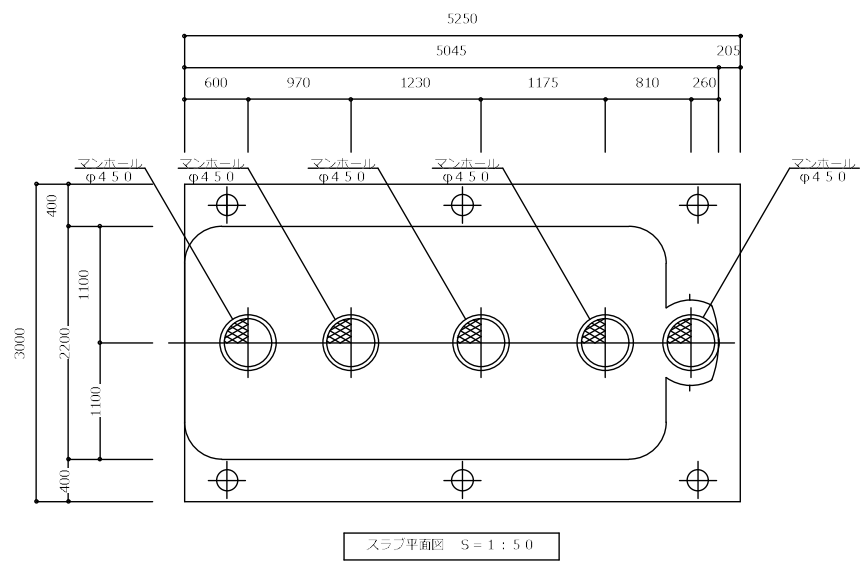 5250
5045
205
600
970
1230
1175
810
260
マンホール
φ４５０
マンホール
φ４５０
マンホール
φ４５０
マンホール
φ４５０
マンホール
φ４５０
400
1100
3000
2200
1100
400
スラブ平面図　Ｓ＝１：５０